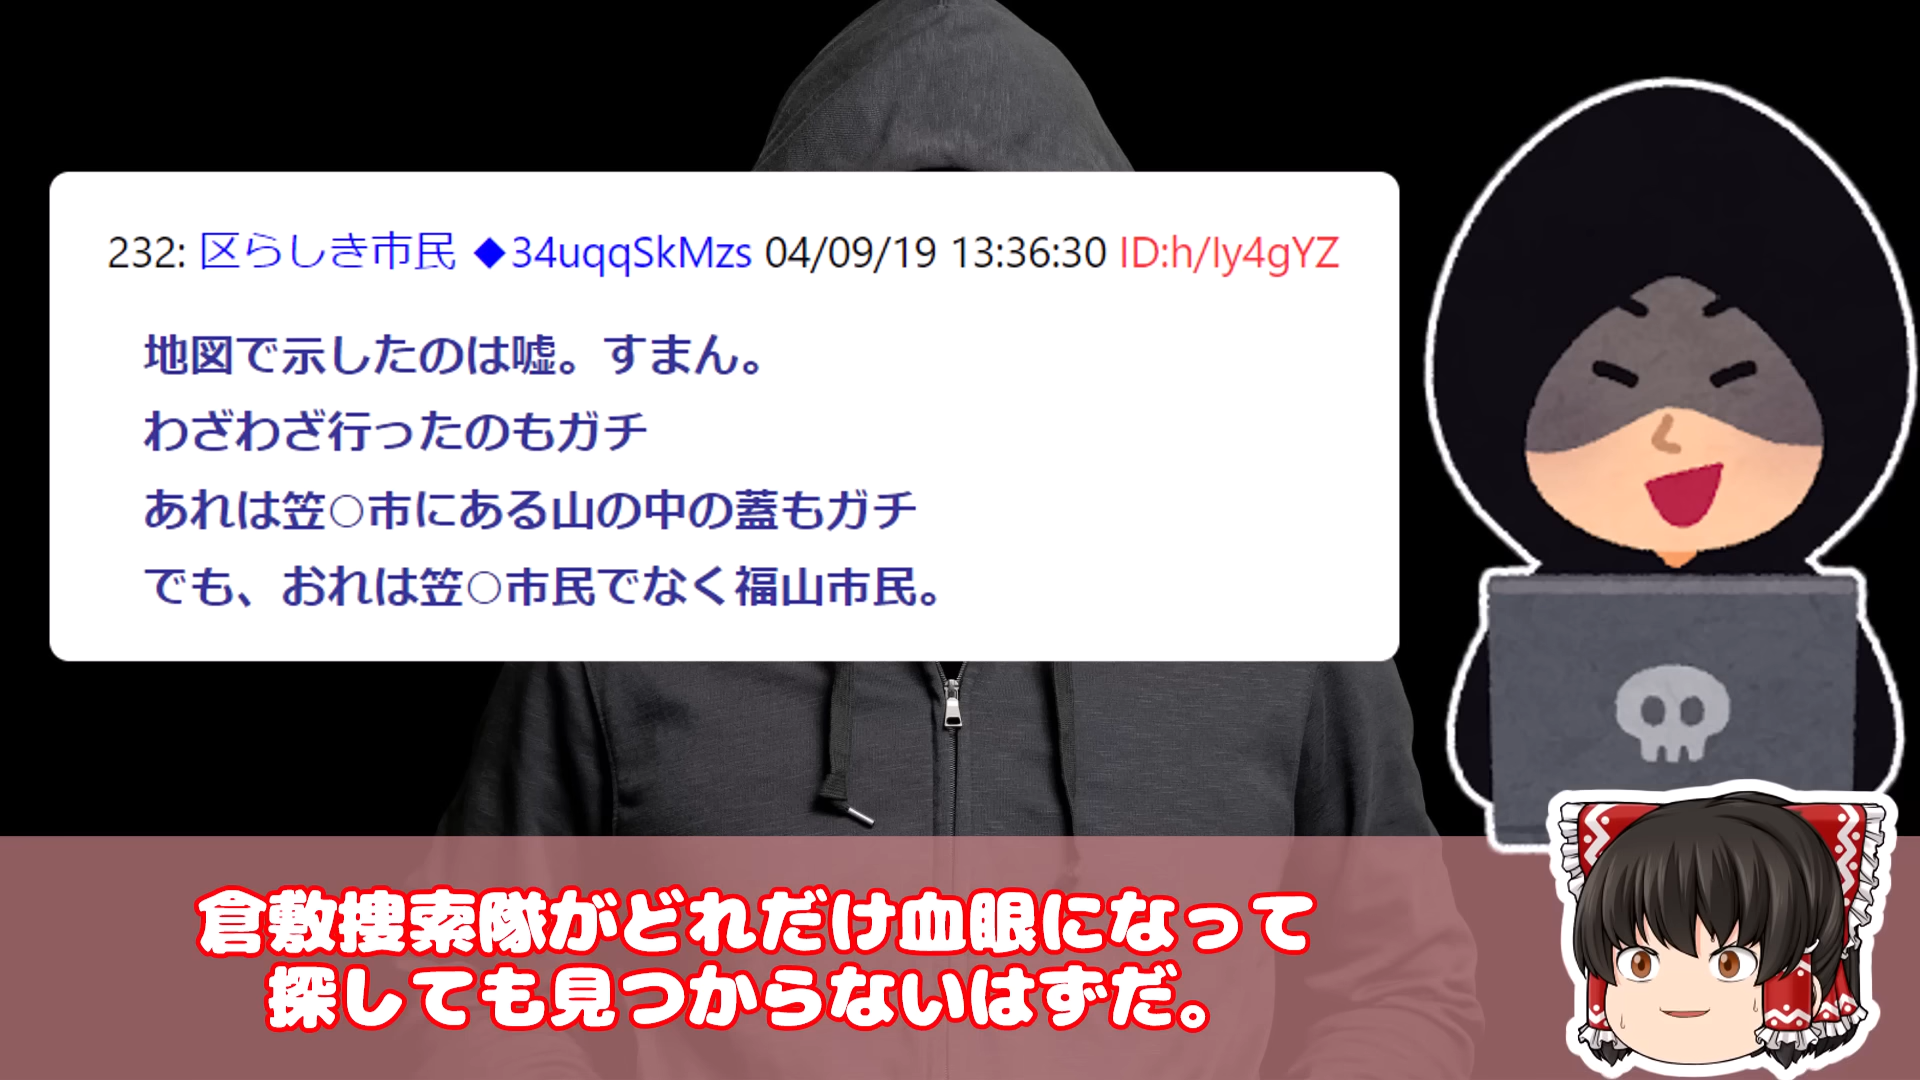 232: 区らしき市民 ◆34uqqSkMzs 04/09/19 13:36:30 ID:h/Iy4gYZ
地図で示したのは嘘。すまん。
わざわざ行ったのもガチ
あれは笠○市にある山の中の蓋もガチ
でも、おれは笠○市民でなく福山市民。
倉敷捜索隊がどれだけ血眼になって
探しても見つからないはずだ。